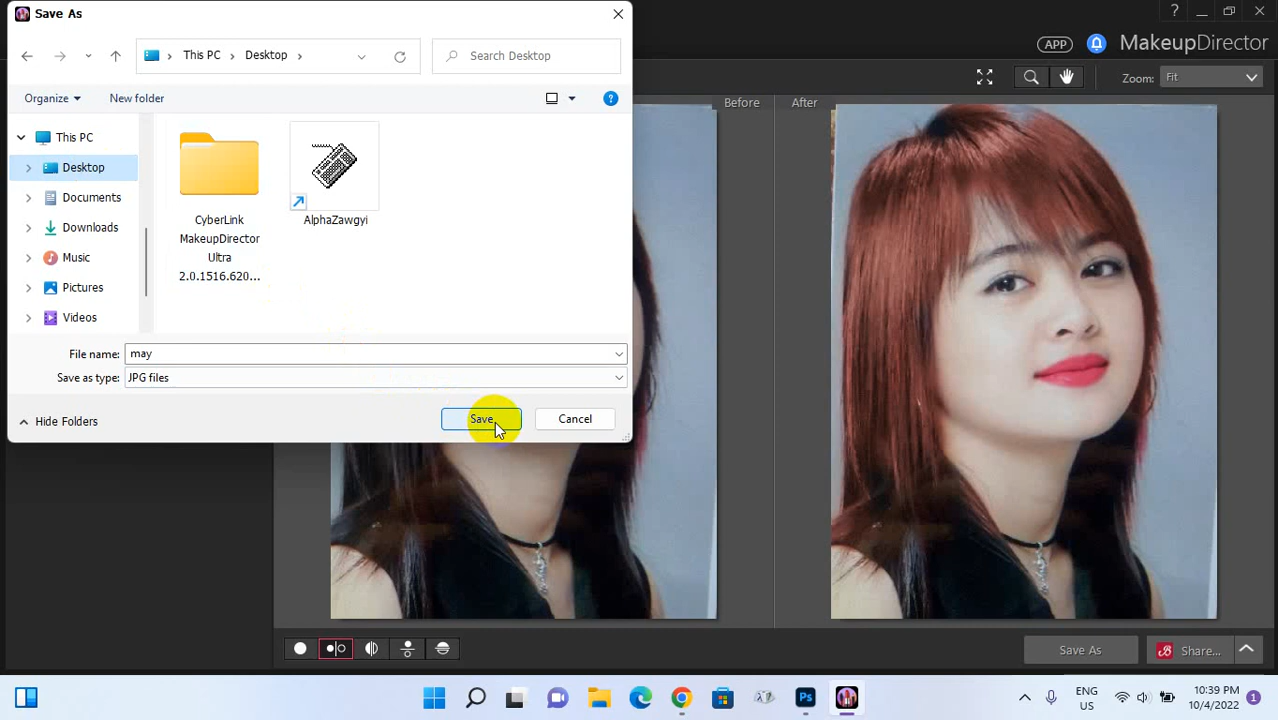 Save As
This PC
Desktop
Search Desktop
Organize
New folder
This PC
Desktop
Documents
Downloads
Music
Pictures
Videos
CyberLink
MakeupDirector
Ultra
2.0.1516.620...
AlphaZawgyi
File name:
may
Save as type:
JPG files
Hide Folders
Save
Cancel
?
APP
MakeupDirector
Zoom:
Fit
Before
After
Save As
Share...
ENG
US
10:39 PM
10/4/2022
1